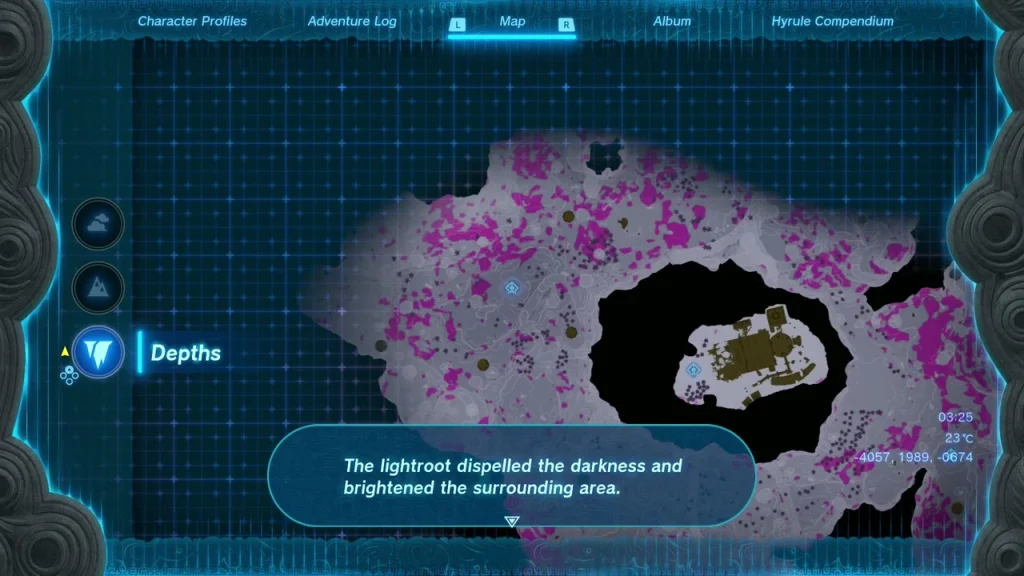 Character Profiles
Adventure Log
L
Map
R
Album
Hyrule Compendium
Depths
03:25
23℃
-4057, 1989, -0674
The lightroot dispelled the darkness and
brightened the surrounding area.